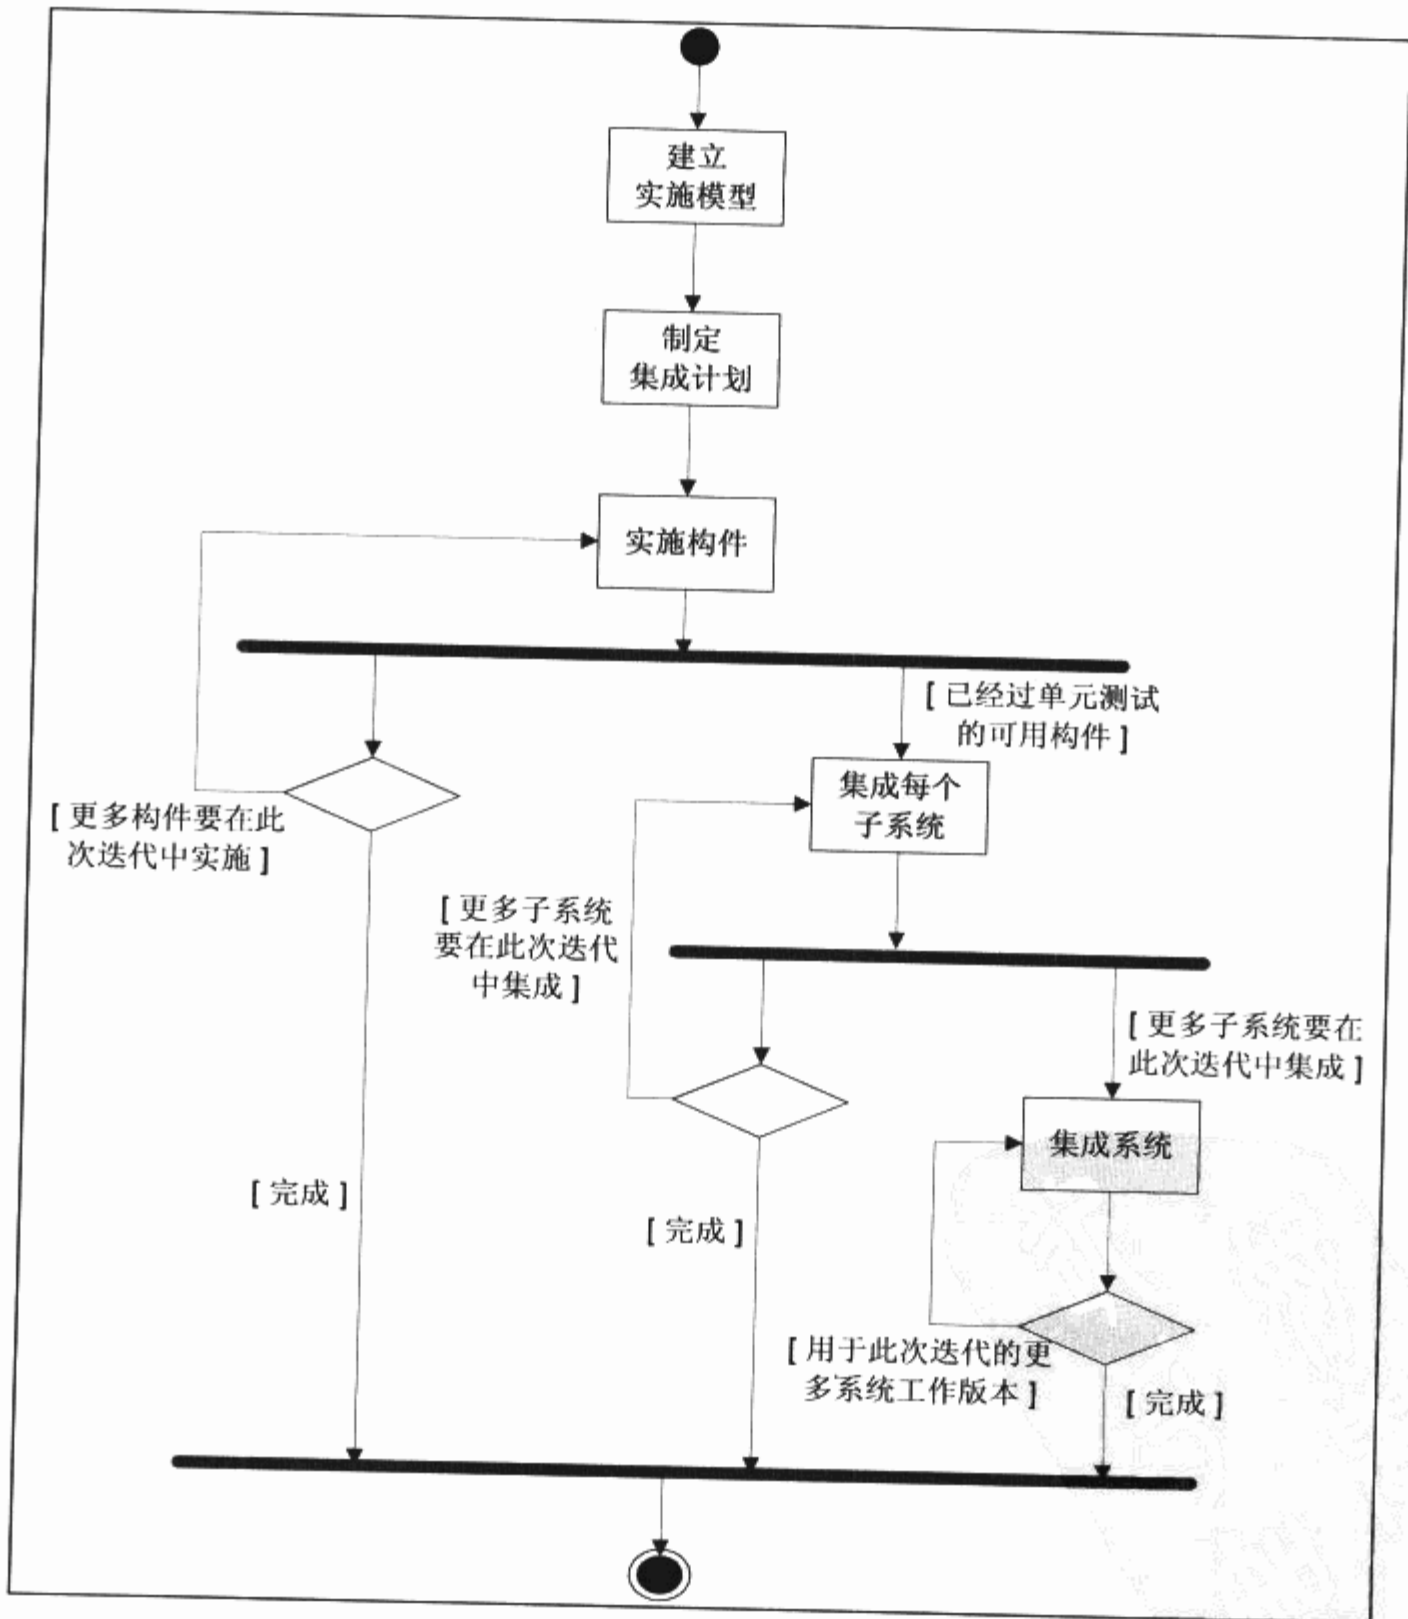 建立
实施模型
制定
集成计划
实施构件
[ 已经过单元测试
的可用构件 ]
集成每个
子系统
[ 更多构件要在此
次迭代中实施 ]
[ 更多子系统
要在此次迭代
中集成 ]
[ 更多子系统要在
此次迭代中集成 ]
集成系统
[ 完成 ]
[ 完成 ]
[ 用于此次迭代的更
多系统工作版本 ]
[ 完成 ]